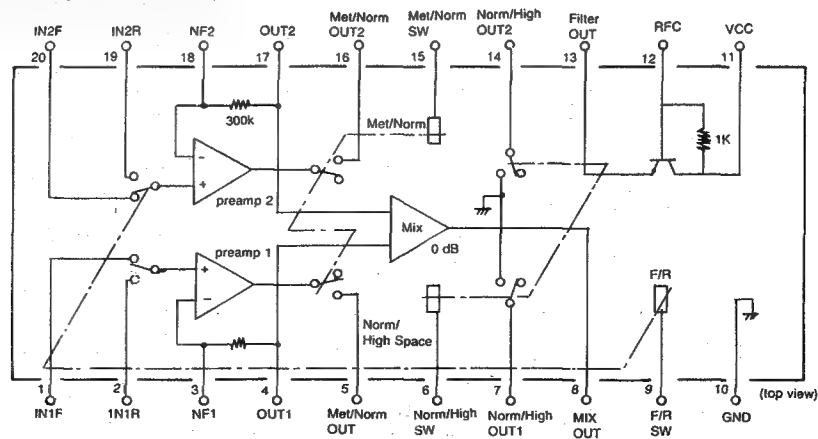 IN2F IN2R NF2 OUT2 Met/Norm OUT2 Met/Norm SW Norm/High OUT2 Filter OUT RFC VCC
20 19 18 17 16 15 14 13 12 11
300k
Met/Norm
1K
-
+
preamp 2
Mix
0 dB
preamp 1
+
-
F/R
Norm/
High Space
1 2 3 4 5 6 7 8 9 10
(top view)
IN1F 1N1R NF1 OUT1 Met/Norm OUT Norm/High SW Norm/High OUT1 MIX OUT F/R SW GND